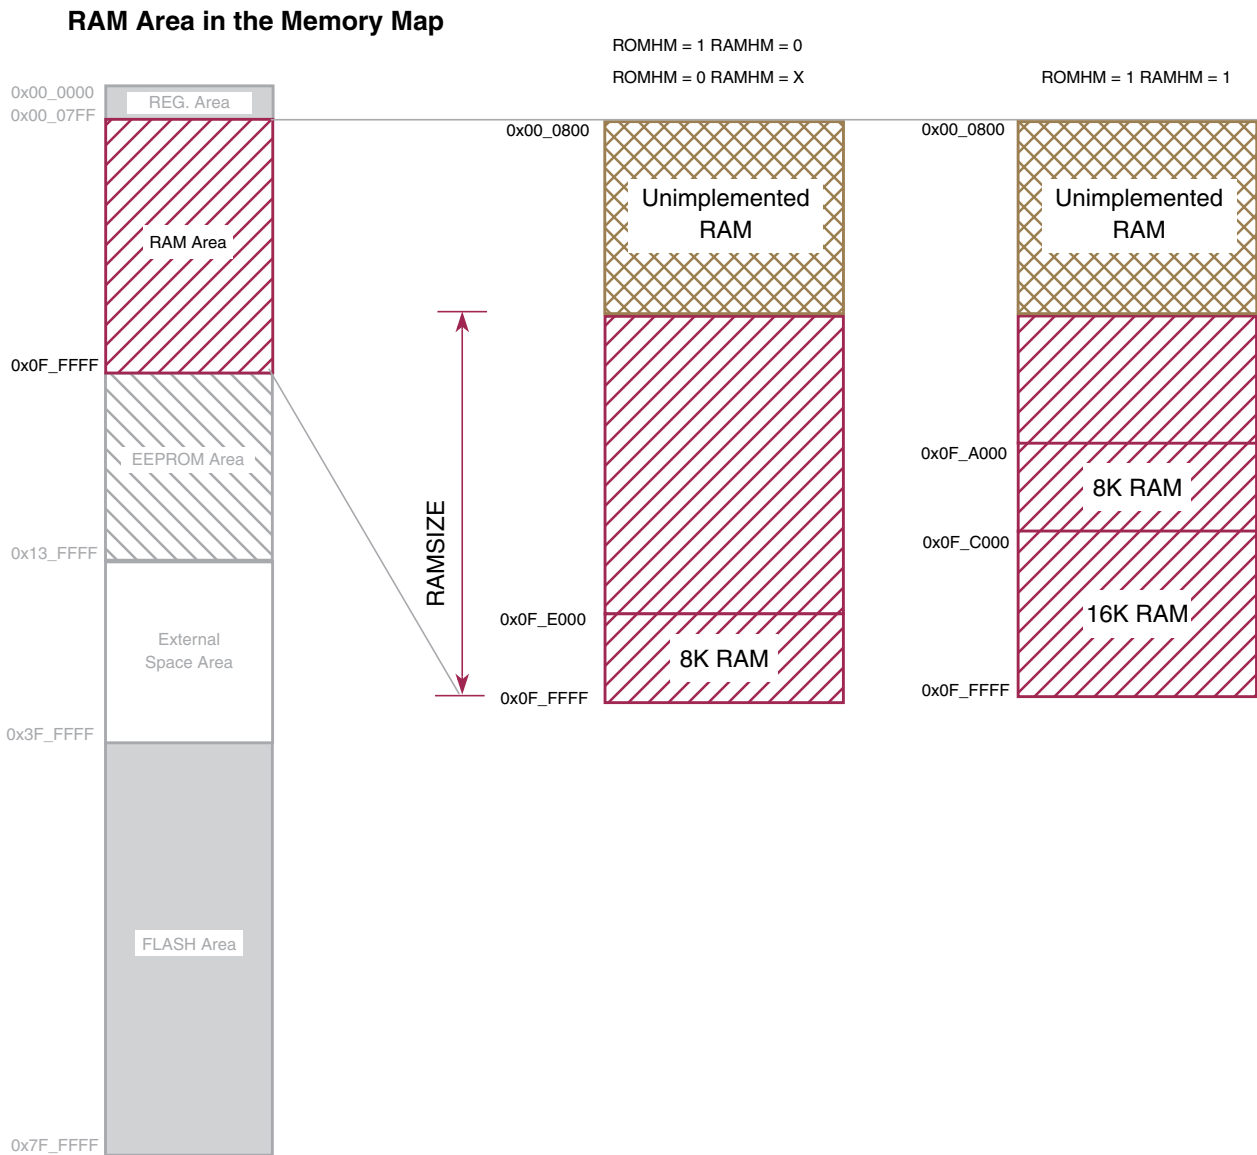 RAM Area in the Memory Map
ROMHM = 1 RAMHM = 0
ROMHM = 0 RAMHM = X
ROMHM = 1 RAMHM = 1
0x00_0000
0x00_07FF
REG. Area
0x00_0800
0x00_0800
Unimplemented
RAM
Unimplemented
RAM
RAM Area
0x0F_FFFF
EEPROM Area
0x0F_A000
8K RAM
RAMSIZE
0x13_FFFF
0x0F_C000
External
Space Area
0x0F_E000
16K RAM
8K RAM
0x0F_FFFF
0x0F_FFFF
0x3F_FFFF
FLASH Area
0x7F_FFFF